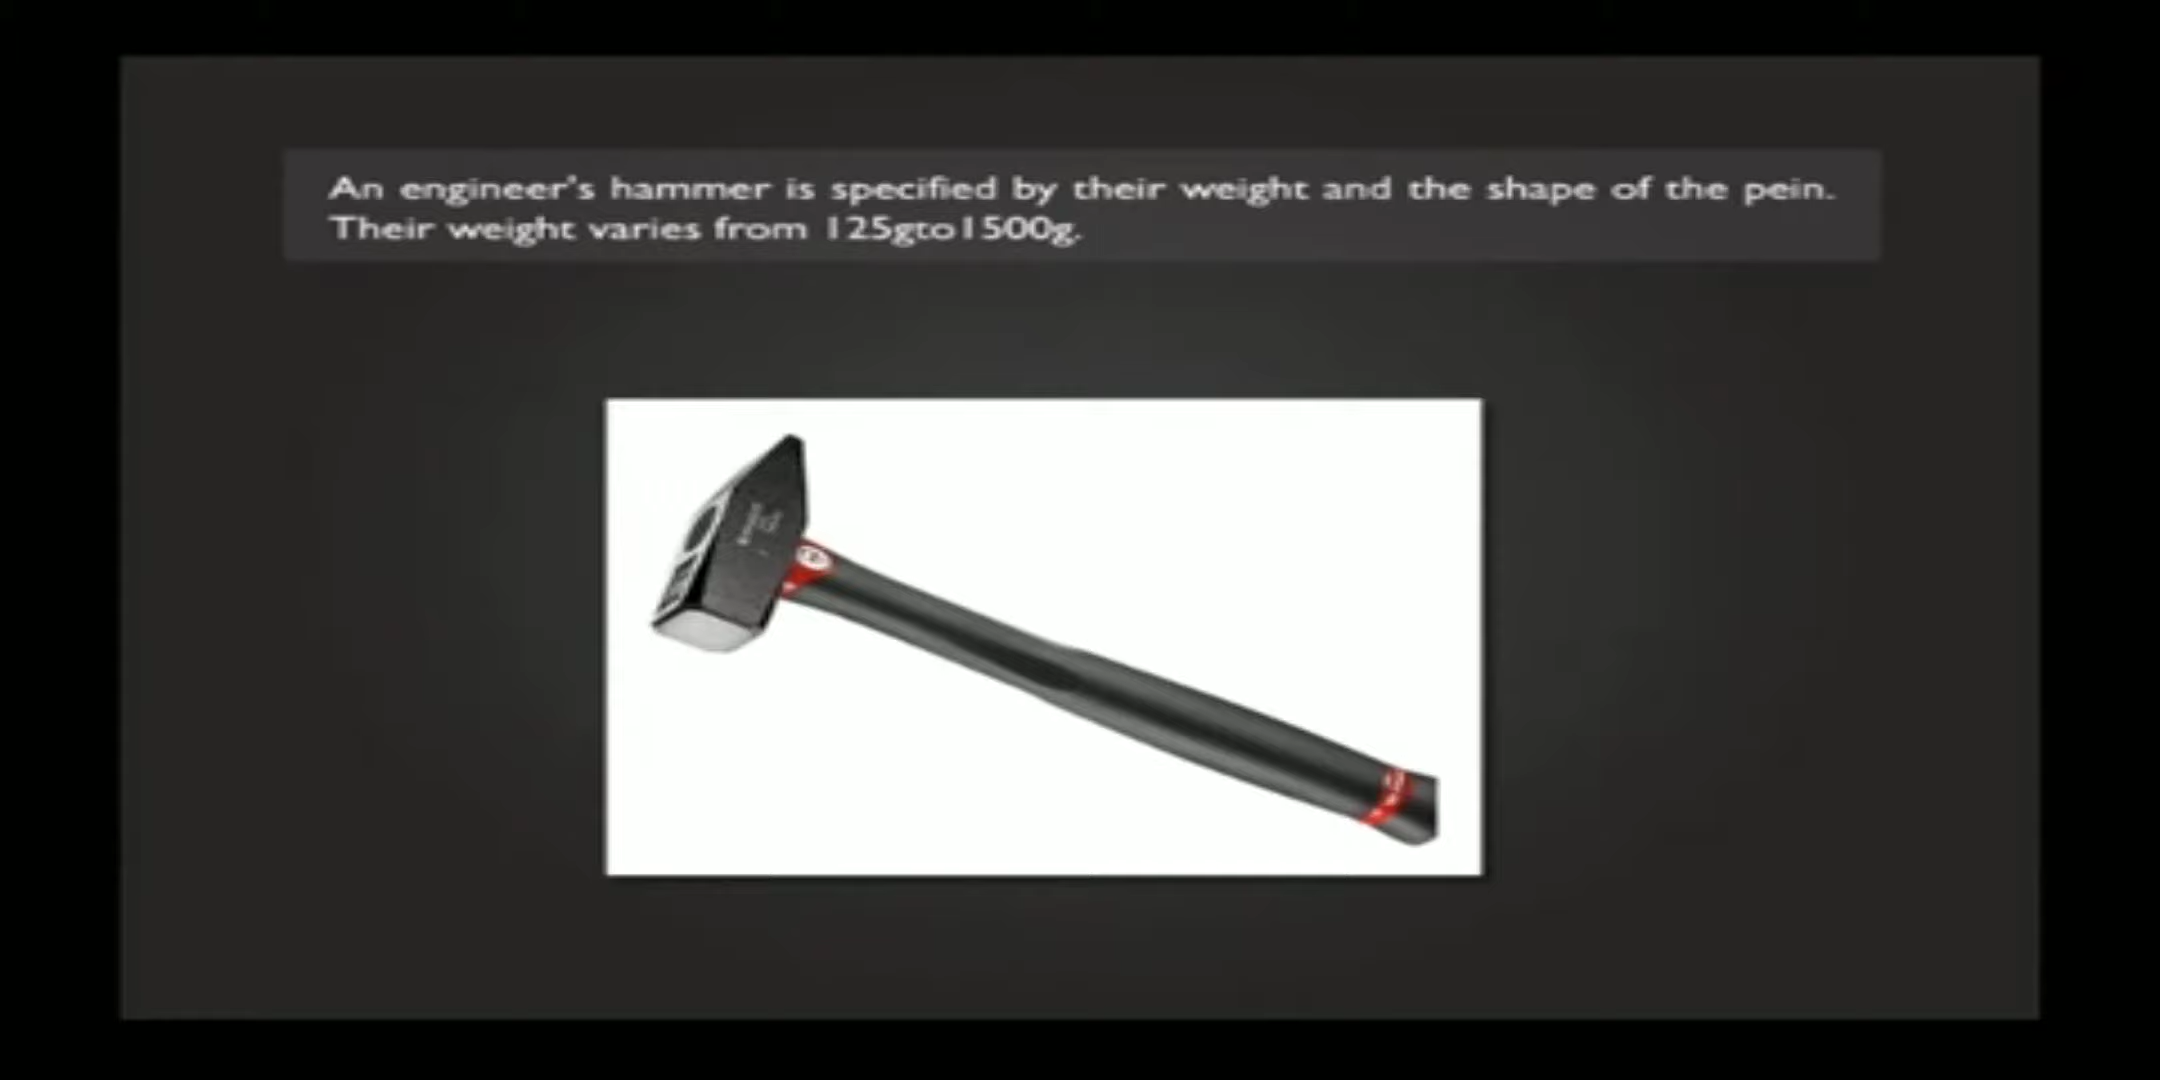 An engineer's hammer is specified by their weight and the shape of the pein.
Their weight varies from 125gto1500g.